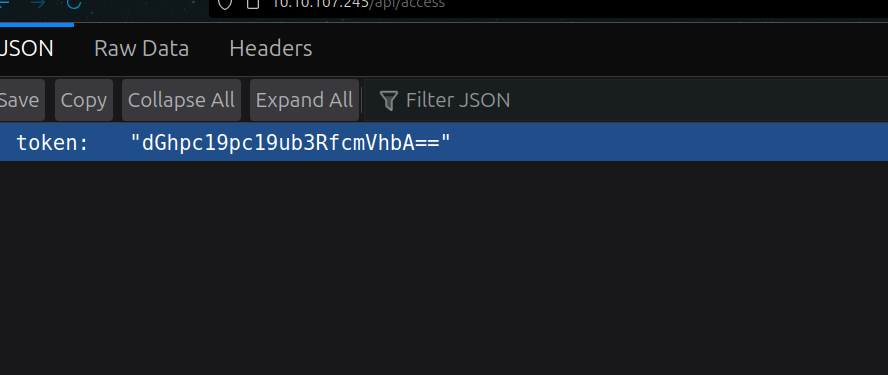 10.10.107.245/api/access
JSON Raw Data Headers
Save Copy Collapse All Expand All Filter JSON
token: "dGhpc19pc19ub3RfcmVhbA=="